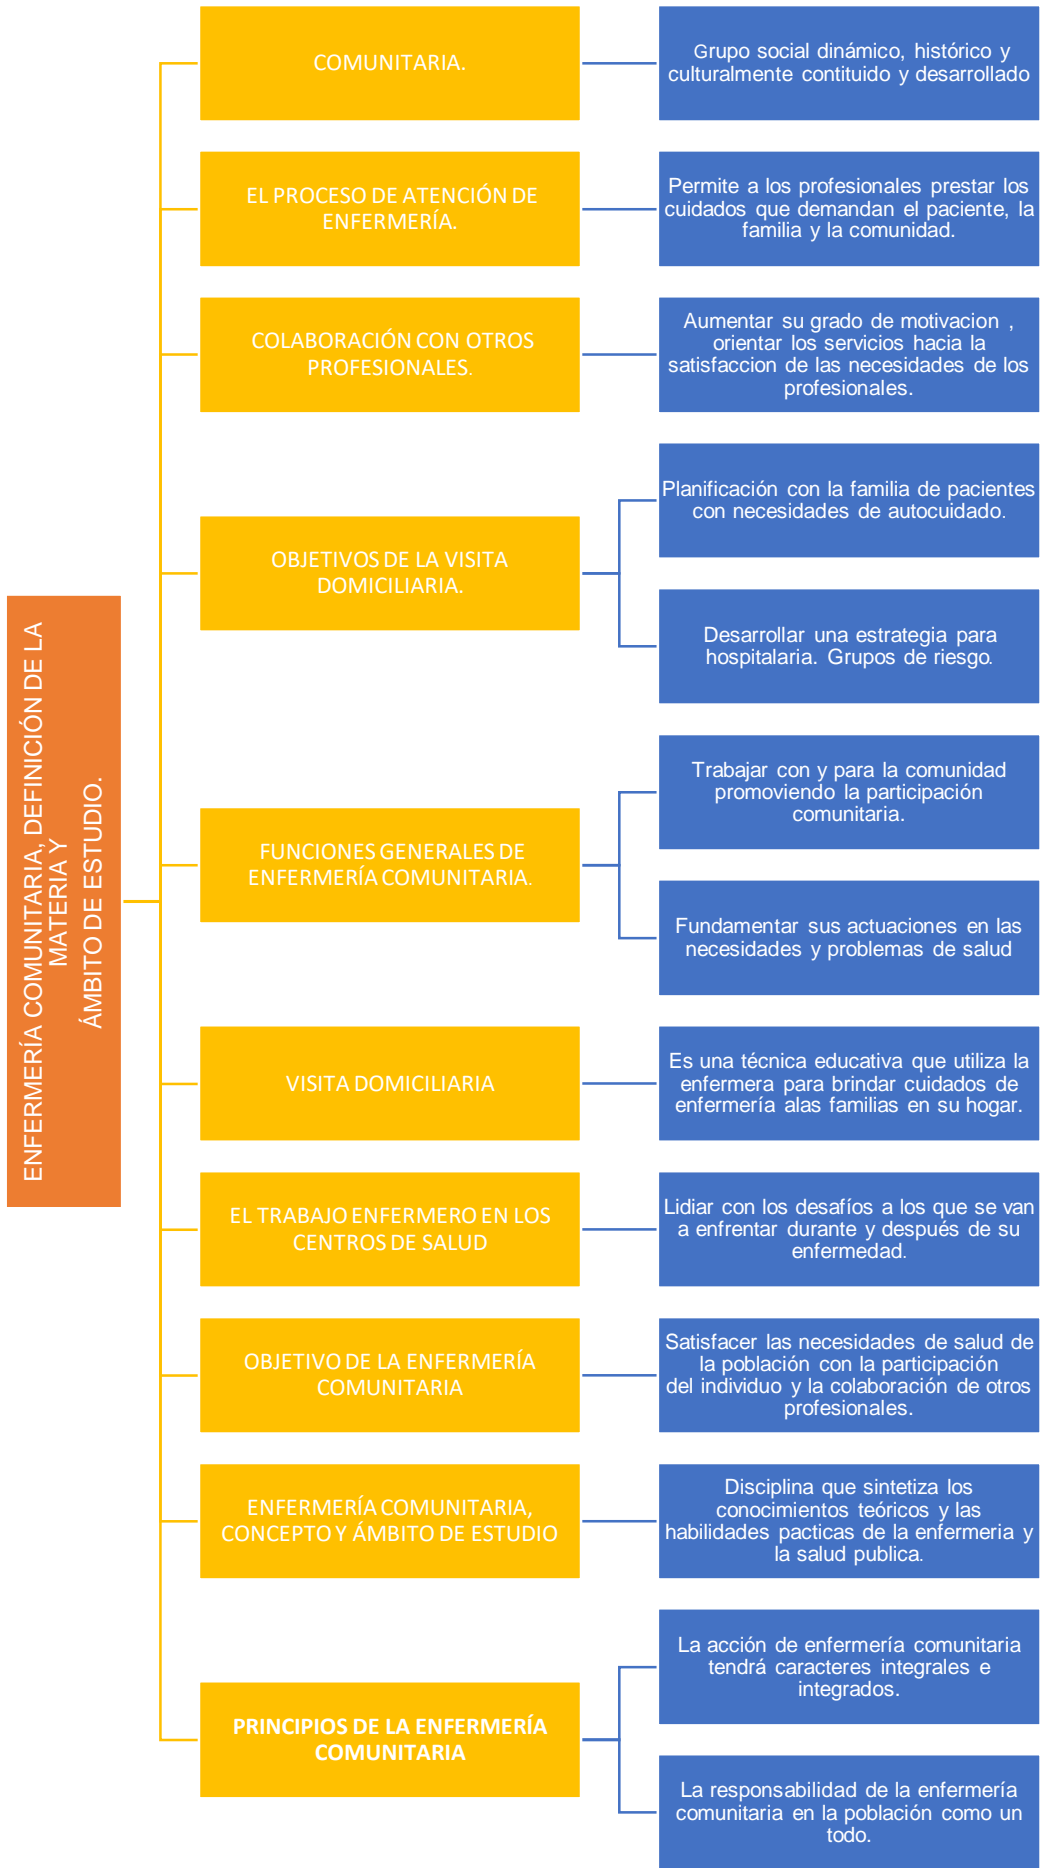 ENFERMERÍA COMUNITARIA, DEFINICIÓN DE LA
MATERIA Y
ÁMBITO DE ESTUDIO.
COMUNITARIA.
Grupo social dinámico, histórico y
culturalmente contituido y desarrollado
EL PROCESO DE ATENCIÓN DE
ENFERMERÍA.
Permite a los profesionales prestar los
cuidados que demandan el paciente, la
familia y la comunidad.
COLABORACIÓN CON OTROS
PROFESIONALES.
Aumentar su grado de motivacion ,
orientar los servicios hacia la
satisfaccion de las necesidades de los
profesionales.
OBJETIVOS DE LA VISITA
DOMICILIARIA.
Planificación con la familia de pacientes
con necesidades de autocuidado.
Desarrollar una estrategia para
hospitalaria. Grupos de riesgo.
FUNCIONES GENERALES DE
ENFERMERÍA COMUNITARIA.
Trabajar con y para la comunidad
promoviendo la participación
comunitaria.
Fundamentar sus actuaciones en las
necesidades y problemas de salud
VISITA DOMICILIARIA
Es una técnica educativa que utiliza la
enfermera para brindar cuidados de
enfermería alas familias en su hogar.
EL TRABAJO ENFERMERO EN LOS
CENTROS DE SALUD
Lidiar con los desafíos a los que se van
a enfrentar durante y después de su
enfermedad.
OBJETIVO DE LA ENFERMERÍA
COMUNITARIA
Satisfacer las necesidades de salud de
la población con la participación
del individuo y la colaboración de otros
profesionales.
ENFERMERÍA COMUNITARIA,
CONCEPTO Y ÁMBITO DE ESTUDIO
Disciplina que sintetiza los
conocimientos teóricos y las
habilidades pacticas de la enfermeria y
la salud publica.
PRINCIPIOS DE LA ENFERMERÍA
COMUNITARIA
La acción de enfermería comunitaria
tendrá caracteres integrales e
integrados.
La responsabilidad de la enfermería
comunitaria en la población como un
todo.